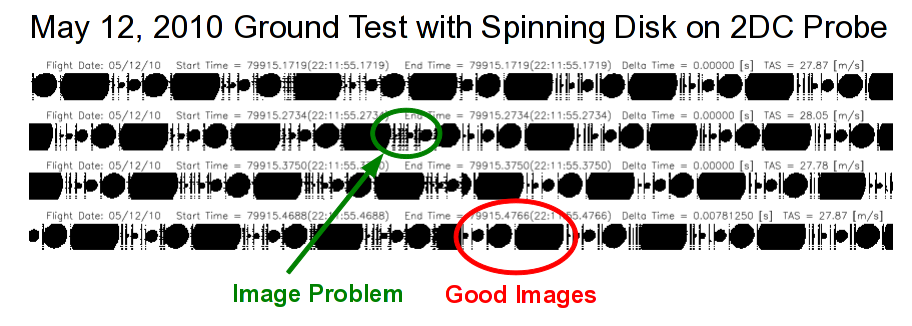 May 12, 2010 Ground Test with Spinning Disk on 2DC Probe
Flight Date: 05/12/10 Start Time = 79915.1719(22:11:55.1719) End Time = 79915.1719(22:11:55.1719) Delta Time = 0.00000 [s] TAS = 27.87 [m/s]
Flight Date: 05/12/10 Start Time = 79915.2734(22:11:55.2734) End Time = 79915.2734(22:11:55.2734) Delta Time = 0.00000 [s] TAS = 28.05 [m/s]
Flight Date: 05/12/10 Start Time = 79915.3750(22:11:55.3750) End Time = 79915.3750(22:11:55.3750) Delta Time = 0.00000 [s] TAS = 27.78 [m/s]
Flight Date: 05/12/10 Start Time = 79915.4688(22:11:55.4688) End Time = 79915.4766(22:11:55.4766) Delta Time = 0.00781250 [s] TAS = 27.87 [m/s]
Image Problem
Good Images